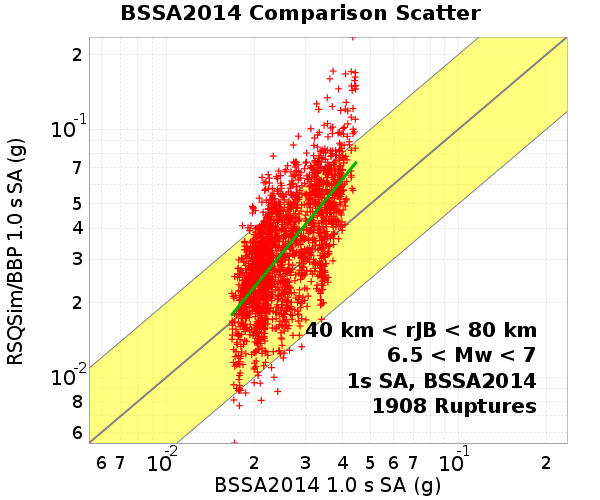 BSSA2014 Comparison Scatter
RSQSim/BBP 1.0 s SA (g)
2
10-1
7
5
4
3
2
10-2
8
6
40 km < rJB < 80 km
6.5 < Mw < 7
1s SA, BSSA2014
1908 Ruptures
6 7 10-2 2 3 4 5 6 7 10-1 2
BSSA2014 1.0 s SA (g)